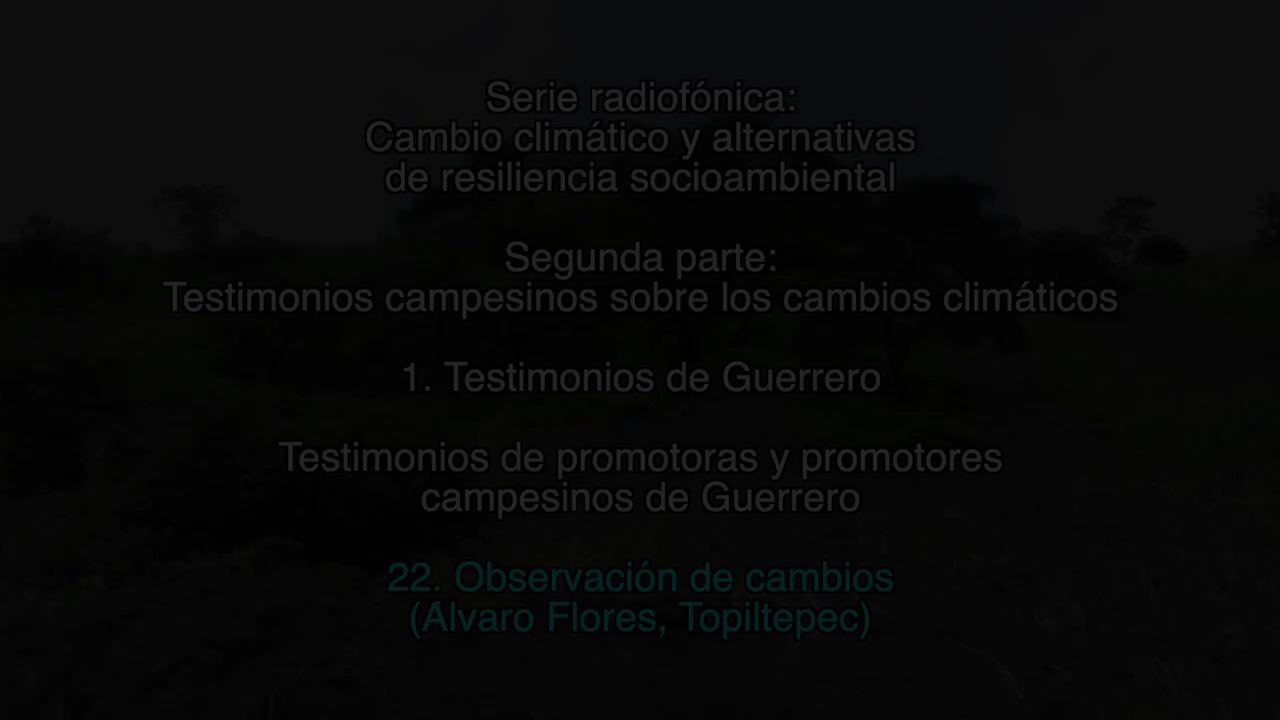 Serie radiofónica:
Cambio climático y alternativas
de resiliencia socioambiental
Segunda parte:
Testimonios campesinos sobre los cambios climáticos
1. Testimonios de Guerrero
Testimonios de promotoras y promotores
campesinos de Guerrero
22. Observación de cambios
(Álvaro Flores, Topiltepec)